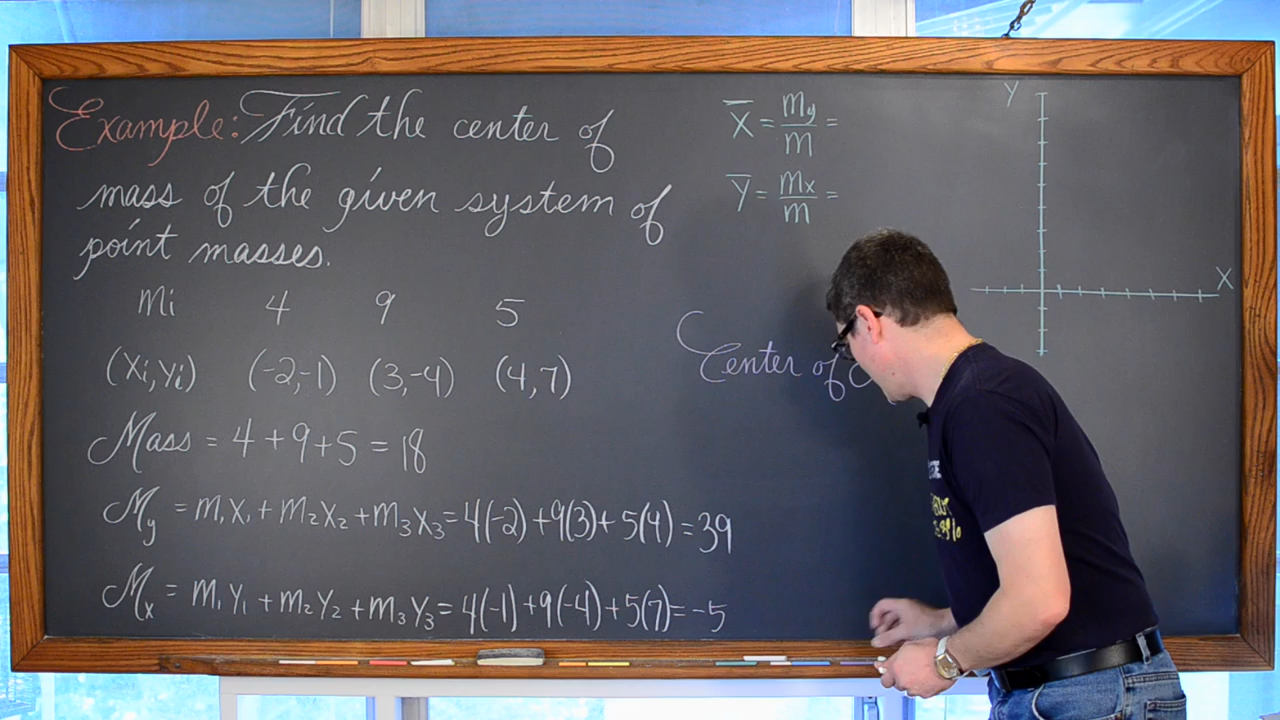 Example: Find the center of
mass of the given system of
point masses.
mi 4 9 5
(xi,yi) (-2,-1) (3,-4) (4,7)
Mass = 4+9+5 = 18
My = m₁x₁ + m₂x₂ + m₃x₃ = 4(-2)+9(3)+5(4) = 39
Mx = m₁y₁ + m₂y₂ + m₃y₃ = 4(-1)+9(-4)+5(7) = -5
x̄ = my/m =
ȳ = mx/m =
Center of
Y
X